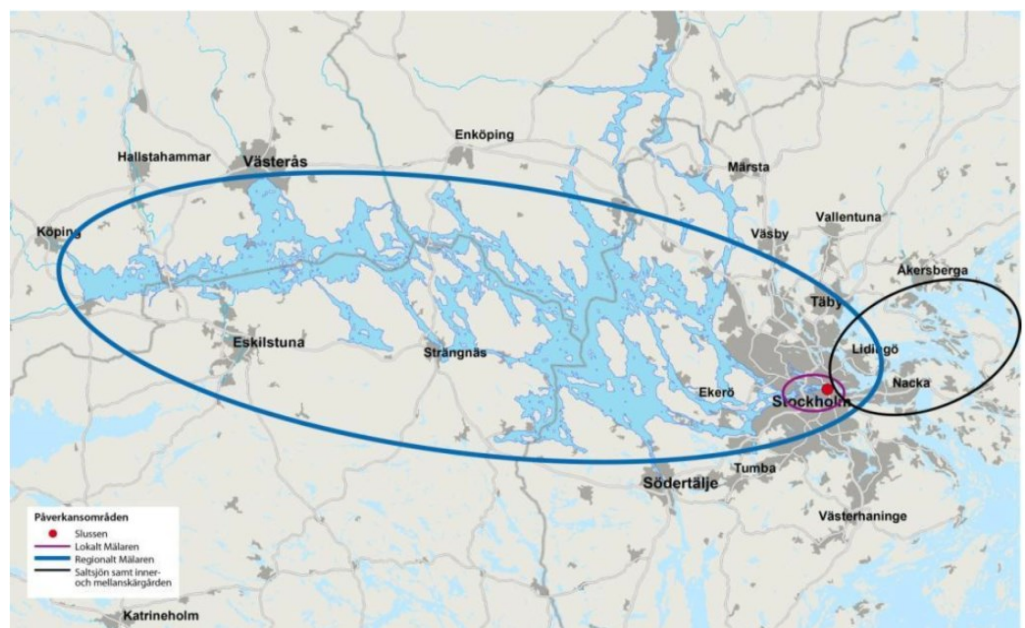 Enköping
Hallstahammar
Västerås
Märsta
Vallentuna
Köping
Väsby
Åkersberga
Täby
Eskilstuna
Strängnäs
Lidingö
Ekerö
Nacka
Stockholm
Tumba
Södertälje
Västerhaninge
Påverkansområden
Slussen
Lokalt Mälaren
Regionalt Mälaren
Saltsjön samt inner-
och mellanskärgården
Katrineholm